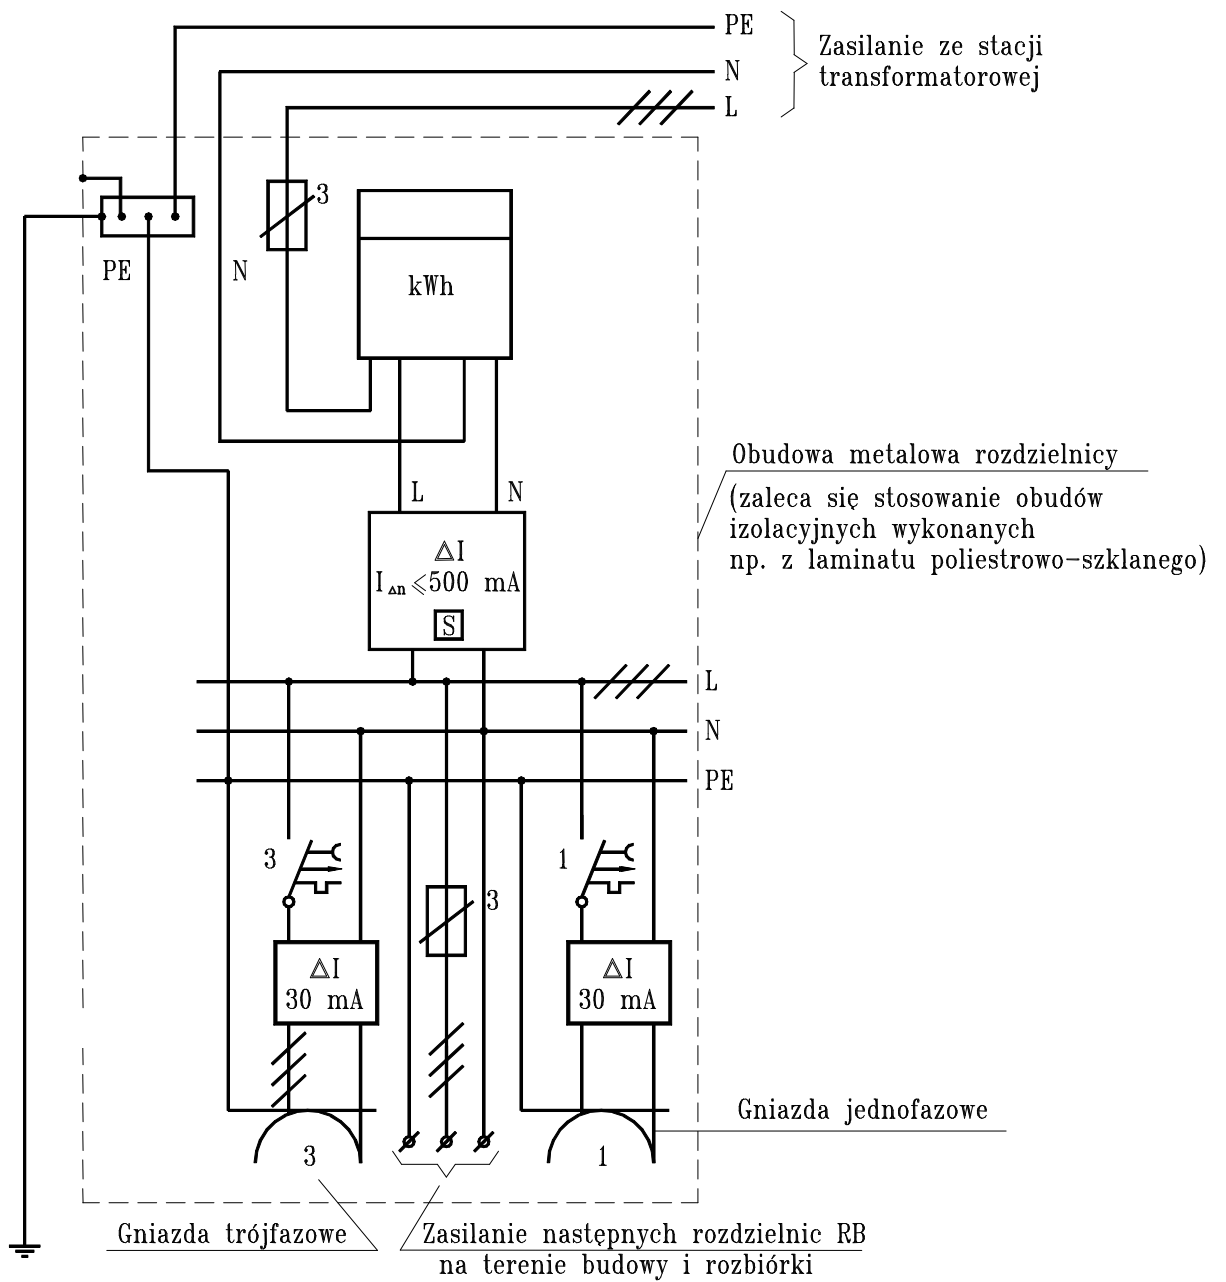 PE
Zasilanie ze stacji
transformatorowej
N
L
3
PE
N
kWh
L
N
ΔI
I Δn ⩽500 mA
S
Obudowa metalowa rozdzielnicy
(zaleca się stosowanie obudów
izolacyjnych wykonanych
np. z laminatu poliestrowo-szklanego)
L
N
PE
3
3
1
ΔI
30 mA
ΔI
30 mA
3
1
Gniazda jednofazowe
Gniazda trójfazowe
Zasilanie następnych rozdzielnic RB
na terenie budowy i rozbiórki